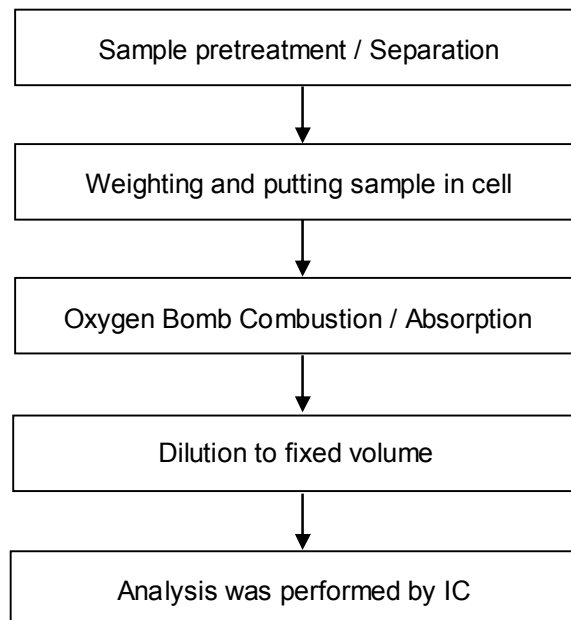 Sample pretreatment / Separation
Weighting and putting sample in cell
Oxygen Bomb Combustion / Absorption
Dilution to fixed volume
Analysis was performed by IC